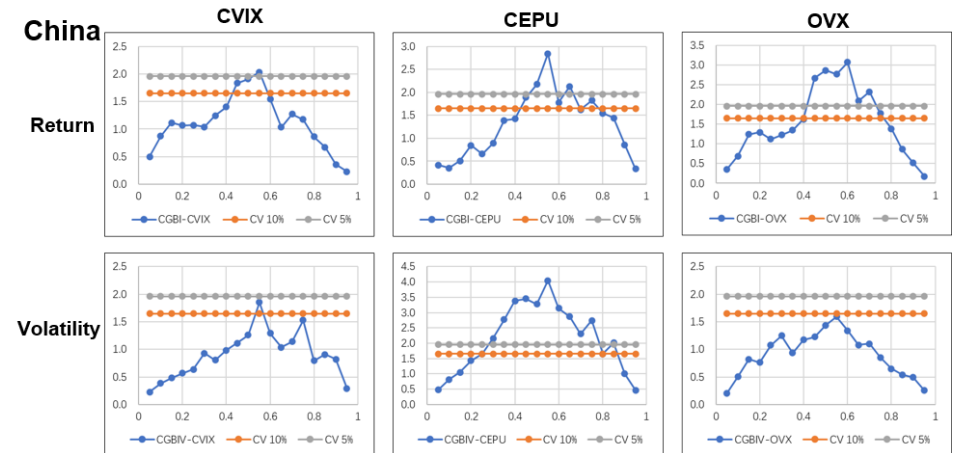 China
CVIX
CEPU
OVX
Return
2.5
2.0
1.5
1.0
0.5
0.0
0 0.2 0.4 0.6 0.8 1
CGBI-CVIX CV 10% CV 5%
3.0
2.5
2.0
1.5
1.0
0.5
0.0
0 0.2 0.4 0.6 0.8 1
CGBI-CEPU CV 10% CV 5%
3.5
3.0
2.5
2.0
1.5
1.0
0.5
0.0
0 0.2 0.4 0.6 0.8 1
CGBI-OVX CV 10% CV 5%
Volatility
2.5
2.0
1.5
1.0
0.5
0.0
0 0.2 0.4 0.6 0.8 1
CGBIV-CVIX CV 10% CV 5%
4.5
4.0
3.5
3.0
2.5
2.0
1.5
1.0
0.5
0.0
0 0.2 0.4 0.6 0.8 1
CGBIV-CEPU CV 10% CV 5%
2.5
2.0
1.5
1.0
0.5
0.0
0 0.2 0.4 0.6 0.8 1
CGBIV-OVX CV 10% CV 5%